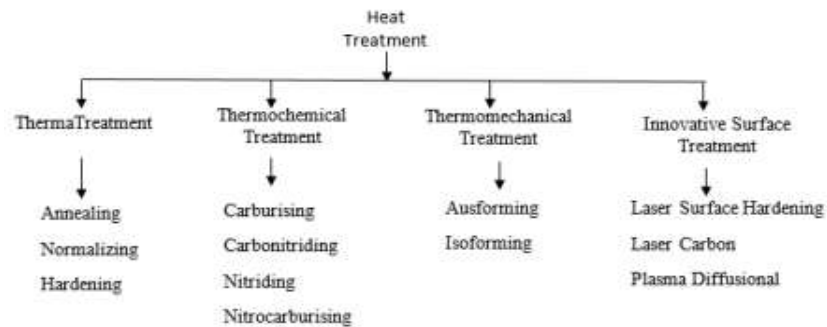 Heat
Treatment
ThermaTreatment
Thermochemical
Treatment
Thermomechanical
Treatment
Innovative Surface
Treatment
Annealing
Normalizing
Hardening
Carburising
Carbonitriding
Nitriding
Nitrocarburising
Ausforming
Isoforming
Laser Surface Hardening
Laser Carbon
Plasma Diffusional